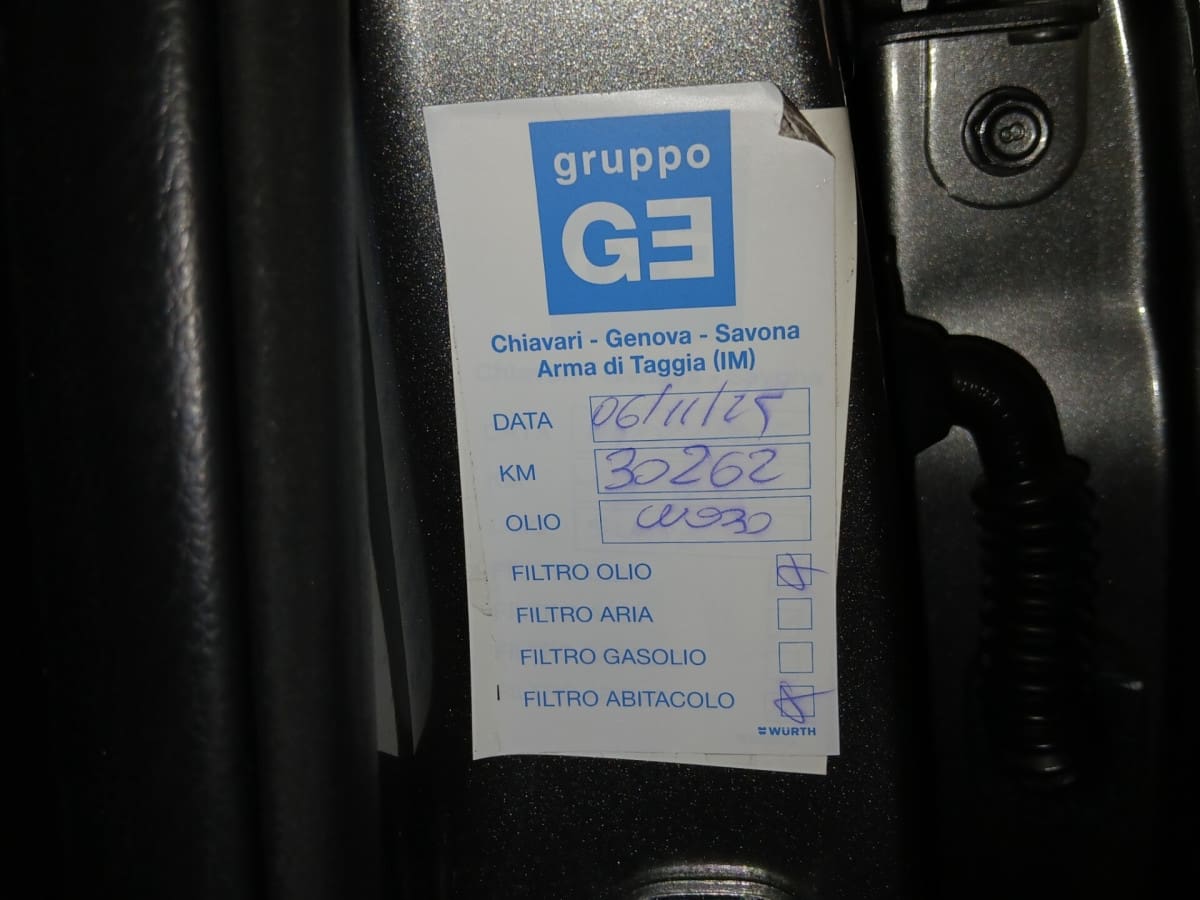 gruppo
GE
Chiavari - Genova - Savona
Arma di Taggia (IM)
DATA 06/11/25
KM 30262
OLIO
FILTRO OLIO
FILTRO ARIA
FILTRO GASOLIO
FILTRO ABITACOLO
WÜRTH